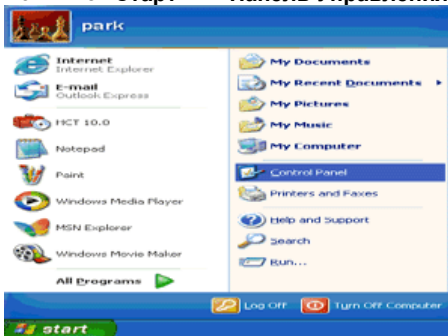 park
Internet
Internet Explorer
E-mail
Outlook Express
HCT 10.0
Notepad
Paint
Windows Media Player
MSN Explorer
Windows Movie Maker
All Programs
My Documents
My Recent Documents
My Pictures
My Music
My Computer
Control Panel
Printers and Faxes
Help and Support
Search
Run...
Log Off
Turn Off Computer
start